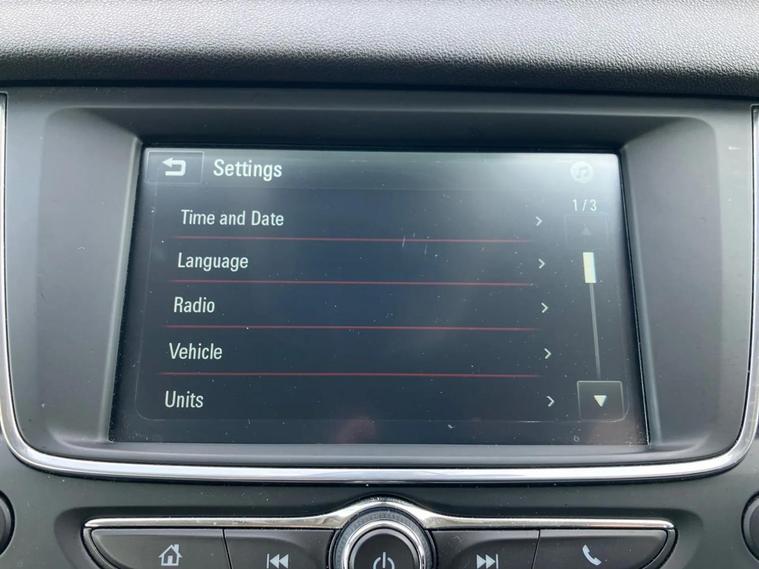 Settings
1/3
Time and Date
Language
Radio
Vehicle
Units